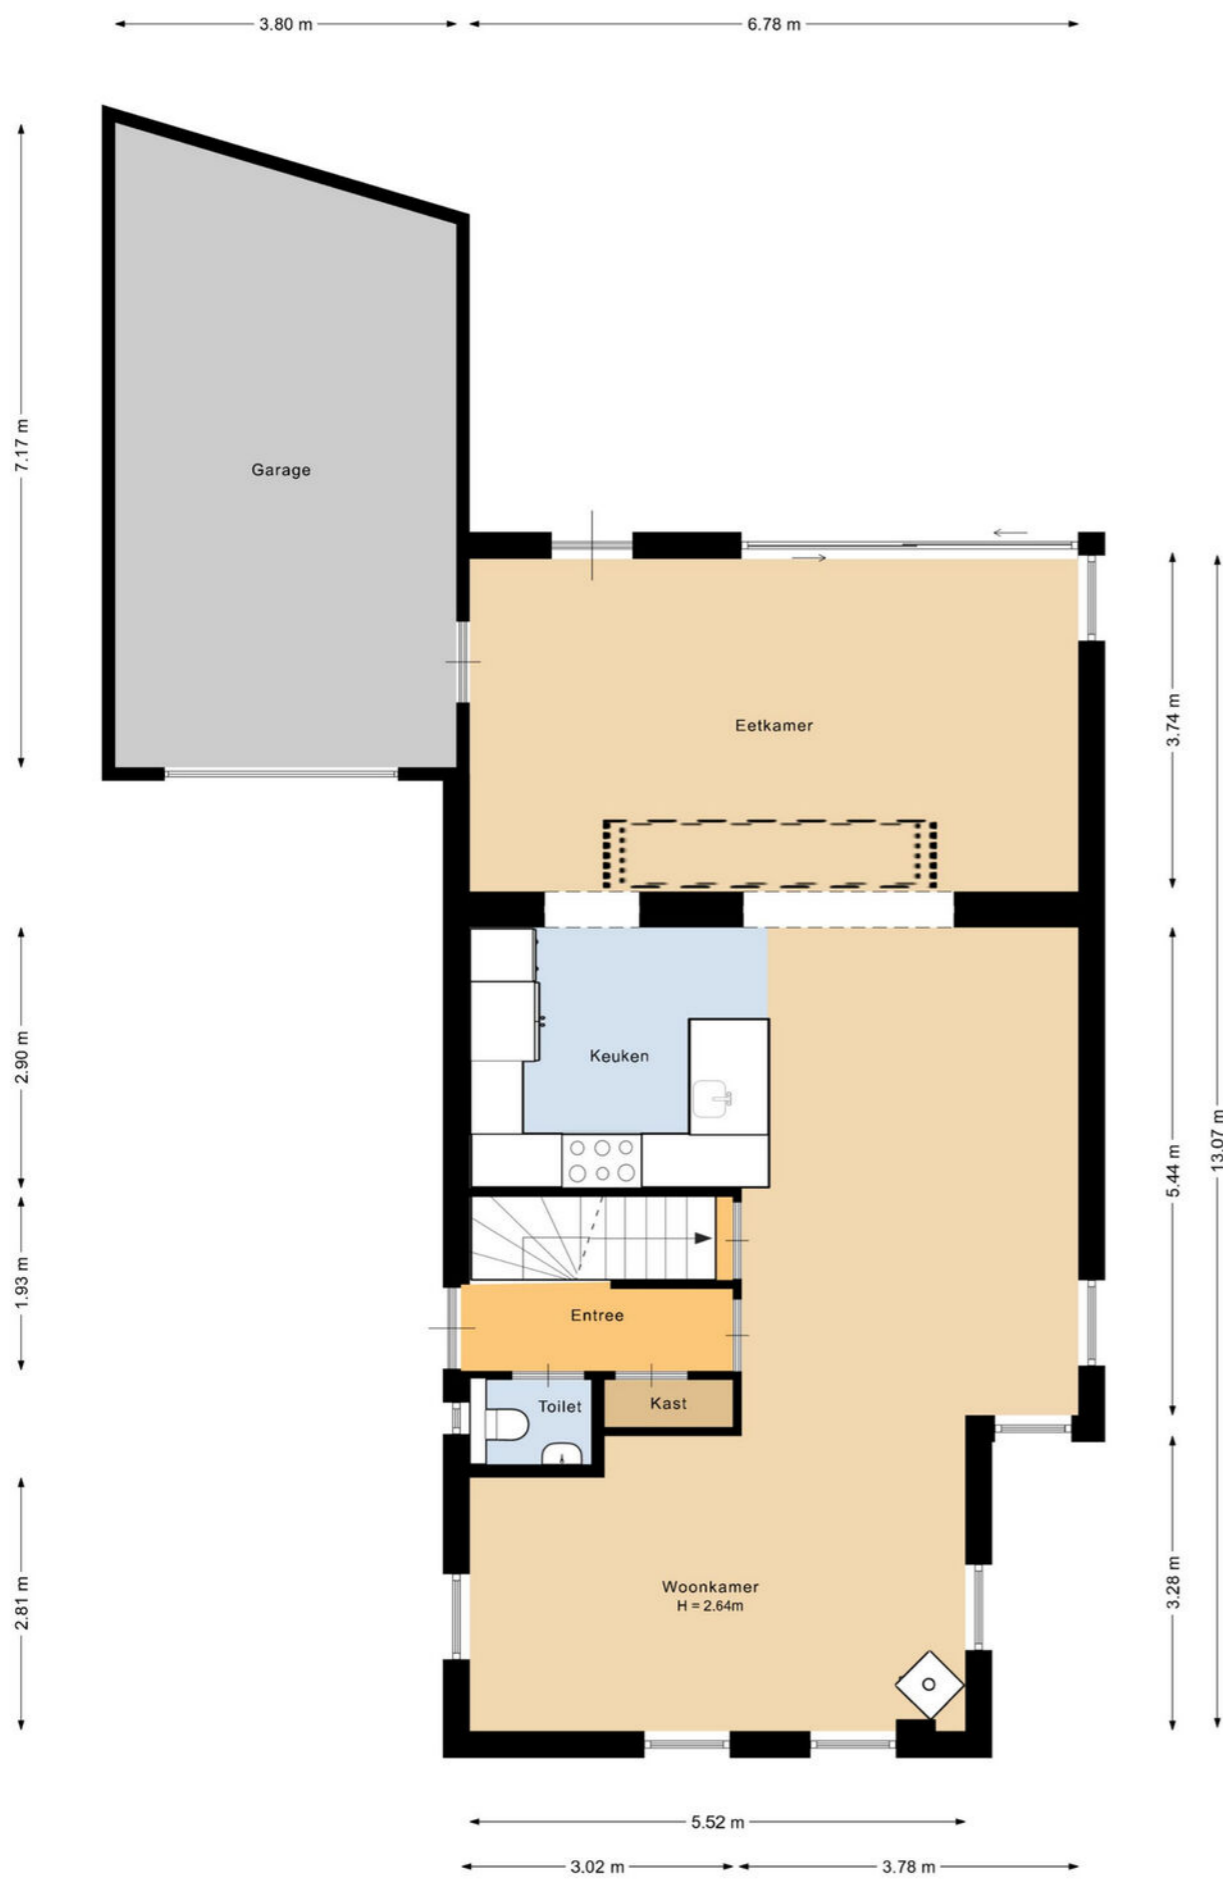 3.80 m
6.78 m
7.17 m
Garage
Eetkamer
3.74 m
13.07 m
2.90 m
Keuken
5.44 m
1.93 m
Entree
Toilet
Kast
2.81 m
Woonkamer
H = 2.64m
3.28 m
5.52 m
3.02 m
3.78 m